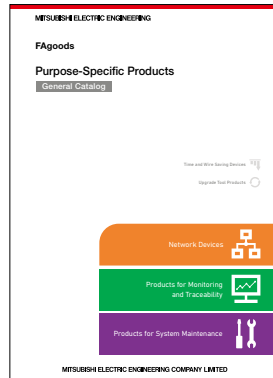 MITSUBISHI ELECTRIC ENGINEERING
FAgoods
Purpose-Specific Products
General Catalog
Time and Wire Saving Devices
Upgrade Tool Products
Network Devices
Products for Monitoring
and Traceability
Products for System Maintenance
MITSUBISHI ELECTRIC ENGINEERING COMPANY LIMITED